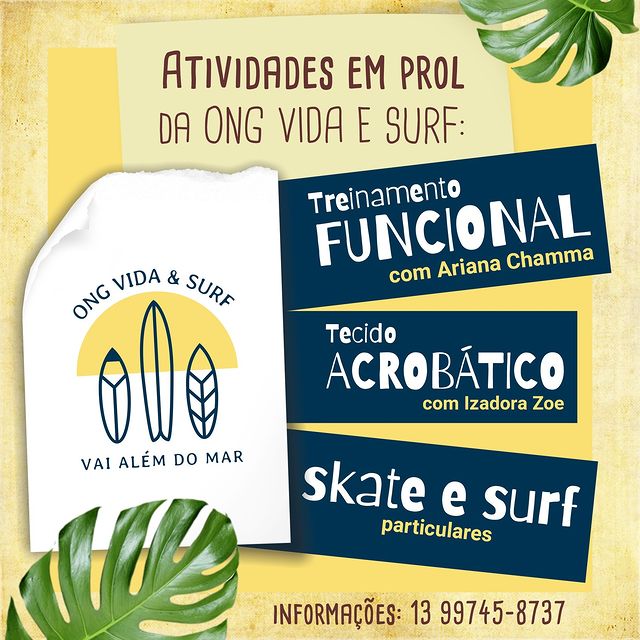 ATIVIDADES EM PROL
DA ONG VIDA E SURF:
ONG VIDA & SURF
VAI ALÉM DO MAR
Treinamento
FUNCIONAL
com Ariana Chamma
Tecido
ACROBÁTICO
com Izadora Zoe
skate e surf
particulares
INFORMAÇÕES: 13 99745-8737